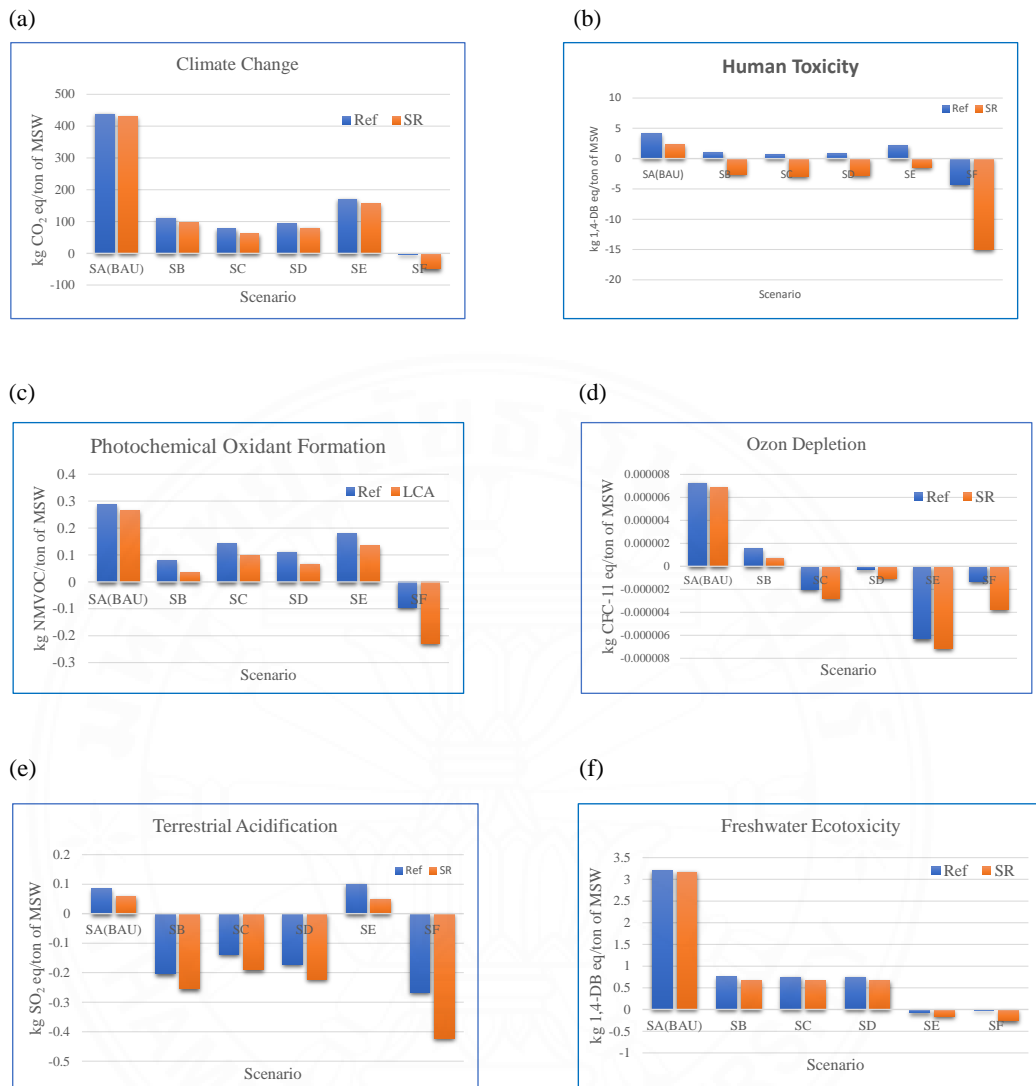 (a)
Climate Change
500
400
300
200
100
0
-100
kg CO₂ eq/ton of MSW
Ref SR
SA(BAU) SB SC SD SE SF
Scenario
(b)
Human Toxicity
10
5
0
-5
-10
-15
-20
kg 1,4-DB eq/ton of MSW
Ref SR
SA(BAU) SB SC SD SE SF
Scenario
(c)
Photochemical Oxidant Formation
0.4
0.3
0.2
0.1
0
-0.1
-0.2
-0.3
kg NMVOC/ton of MSW
Ref LCA
SA(BAU) SB SC SD SE SF
Scenario
(d)
Ozon Depletion
0.000008
0.000006
0.000004
0.000002
0
-0.000002
-0.000004
-0.000006
-0.000008
kg CFC-11 eq/ton of MSW
Ref SR
SA(BAU) SB SC SD SE SF
Scenario
(e)
Terrestrial Acidification
0.2
0.1
0
-0.1
-0.2
-0.3
-0.4
-0.5
kg SO₂ eq/ton of MSW
Ref SR
SA(BAU) SB SC SD SE SF
Scenario
(f)
Freshwater Ecotoxicity
3.5
3
2.5
2
1.5
1
0.5
0
-0.5
-1
kg 1,4-DB eq/ton of MSW
Ref SR
SA(BAU) SB SC SD SE SF
Scenario